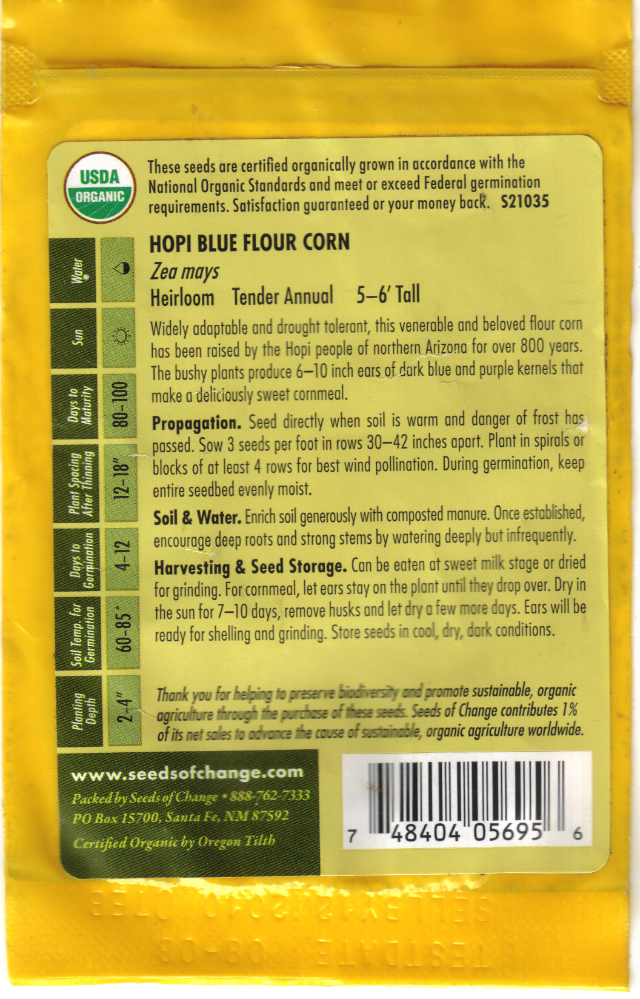 USDA
ORGANIC
These seeds are certified organically grown in accordance with the
National Organic Standards and meet or exceed Federal germination
requirements. Satisfaction guaranteed or your money back. S21035
HOPI BLUE FLOUR CORN
Zea mays
Heirloom Tender Annual 5–6' Tall
Widely adaptable and drought tolerant, this venerable and beloved flour corn
has been raised by the Hopi people of northern Arizona for over 800 years.
The bushy plants produce 6–10 inch ears of dark blue and purple kernels that
make a deliciously sweet cornmeal.
Propagation. Seed directly when soil is warm and danger of frost has
passed. Sow 3 seeds per foot in rows 30–42 inches apart. Plant in spirals or
blocks of at least 4 rows for best wind pollination. During germination, keep
entire seedbed evenly moist.
Soil & Water. Enrich soil generously with composted manure. Once established,
encourage deep roots and strong stems by watering deeply but infrequently.
Harvesting & Seed Storage. Can be eaten at sweet milk stage or dried
for grinding. For cornmeal, let ears stay on the plant until they drop over. Dry in
the sun for 7–10 days, remove husks and let dry a few more days. Ears will be
ready for shelling and grinding. Store seeds in cool, dry, dark conditions.
Thank you for helping to preserve biodiversity and promote sustainable, organic
agriculture through the purchase of these seeds. Seeds of Change contributes 1%
of its net sales to advance the cause of sustainable, organic agriculture worldwide.
Water
Sun
Days to
Maturity
80–100
Plant Spacing
After Thinning
12–18"
Days to
Germination
4–12
Soil Temp. for
Germination
60–85°
Planting
Depth
2–4"
www.seedsofchange.com
Packed by Seeds of Change • 888-762-7333
PO Box 15700, Santa Fe, NM 87592
Certified Organic by Oregon Tilth
7 48404 05695 6
TESTDATE 08-08